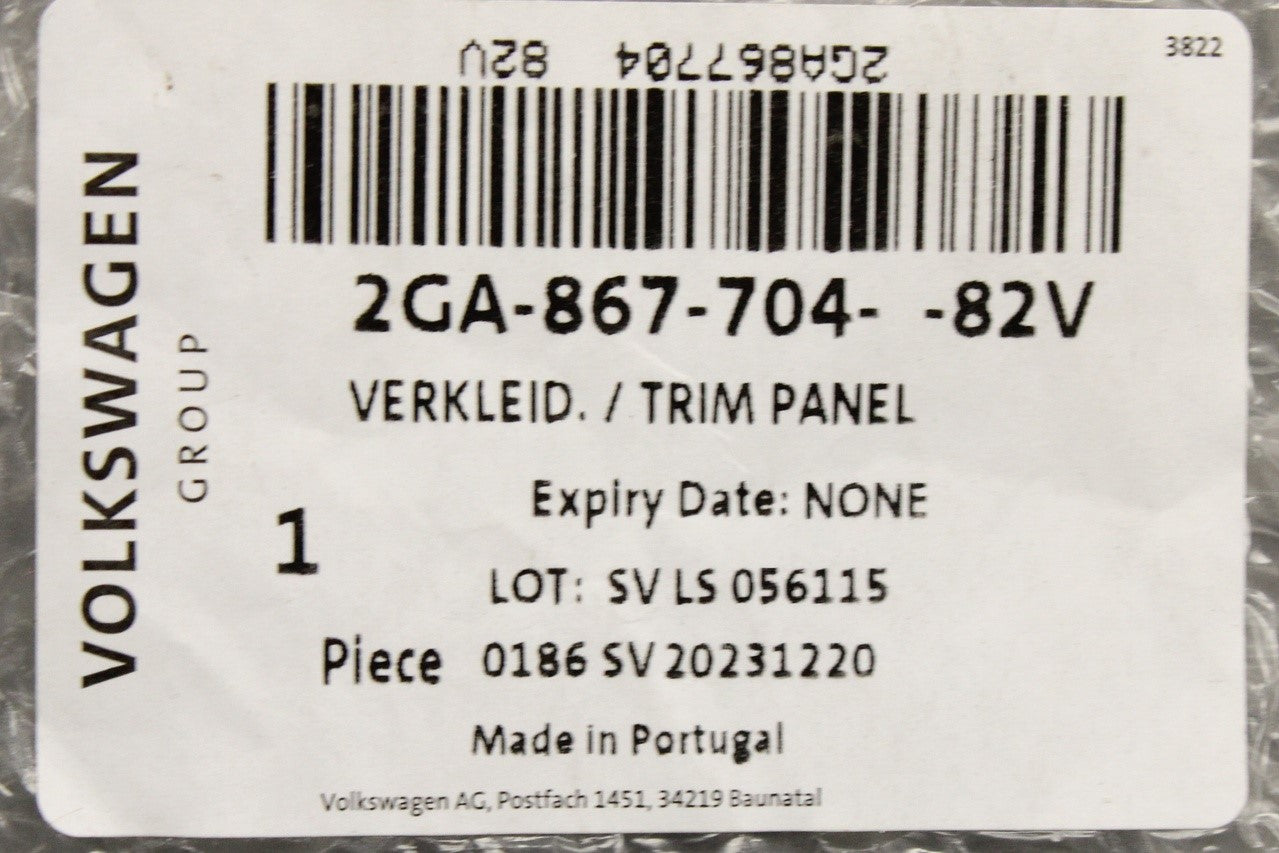 3822
2GA867704 82V
VOLKSWAGEN
GROUP
2GA-867-704- -82V
VERKLEID. / TRIM PANEL
Expiry Date: NONE
1
LOT: SV LS 056115
Piece 0186 SV 20231220
Made in Portugal
Volkswagen AG, Postfach 1451, 34219 Baunatal